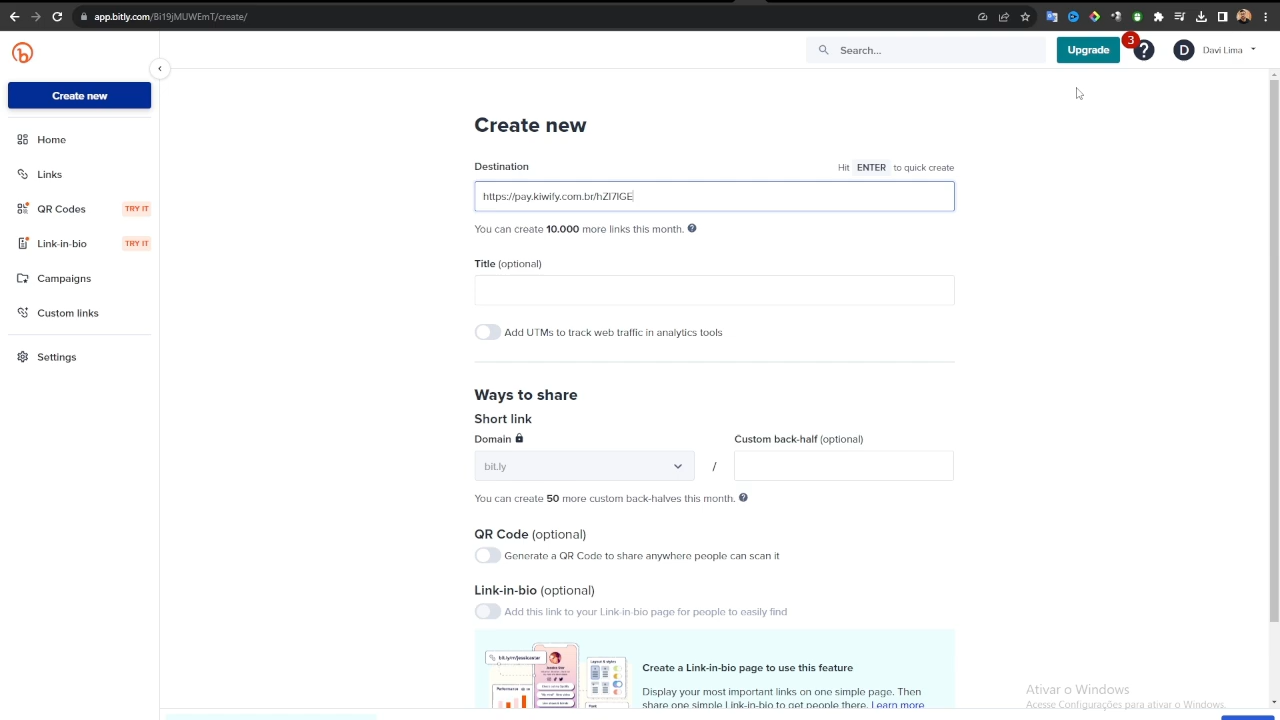 app.bitly.com/Bi19jMUWEmT/create/
Search...
Upgrade
3
?
D
Davi Lima
Create new
Home
Links
QR Codes TRY IT
Link-in-bio TRY IT
Campaigns
Custom links
Settings
Create new
Destination
Hit ENTER to quick create
https://pay.kiwify.com.br/hZI7IGE
You can create 10.000 more links this month.
Title (optional)
Add UTMs to track web traffic in analytics tools
Ways to share
Short link
Domain
Custom back-half (optional)
bit.ly
/
You can create 50 more custom back-halves this month.
QR Code (optional)
Generate a QR Code to share anywhere people can scan it
Link-in-bio (optional)
Add this link to your Link-in-bio page for people to easily find
Create a Link-in-bio page to use this feature
Display your most important links on one simple page. Then
share one simple Link-in-bio to get people there. Learn more
Ativar o Windows
Acesse Configurações para ativar o Windows.